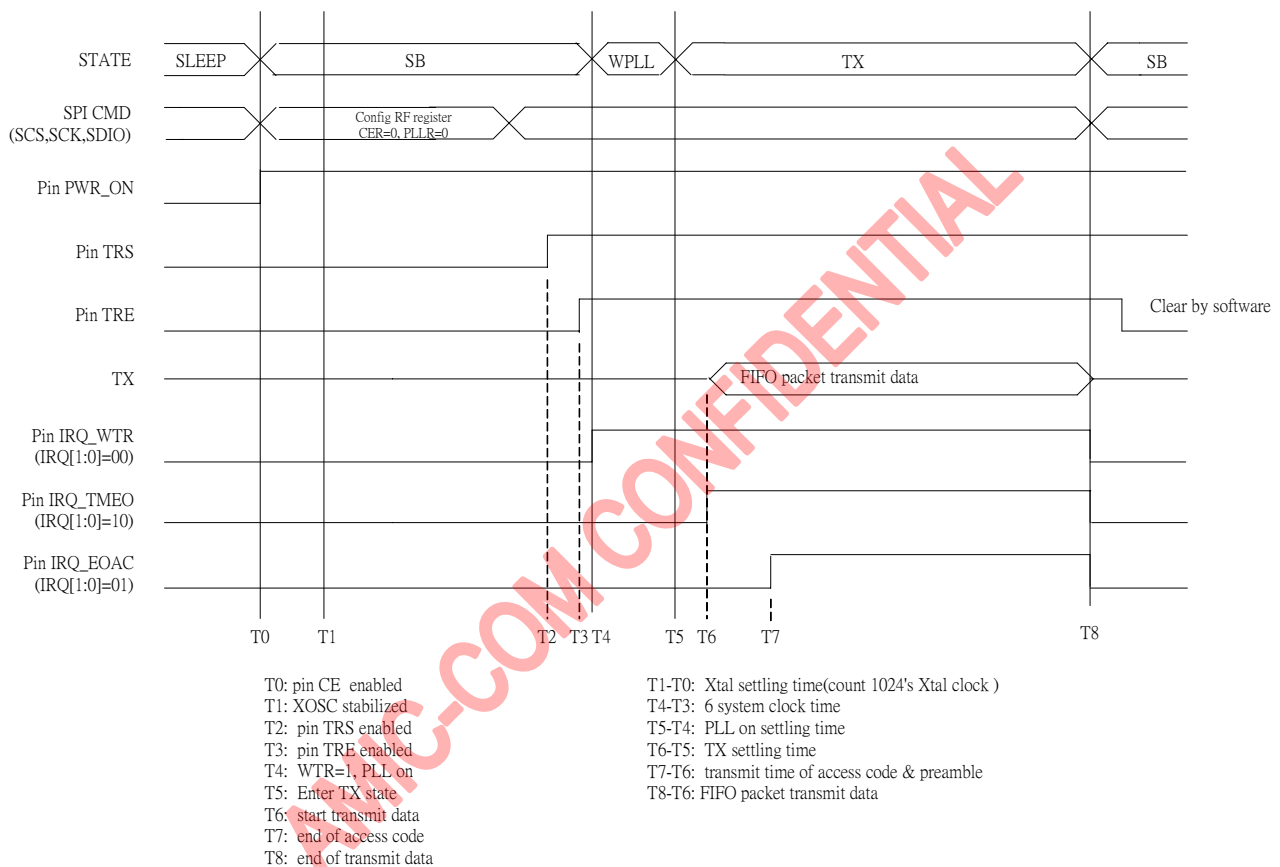 STATE SLEEP SB WPLL TX SB
SPI CMD
(SCS,SCK,SDIO)
Config RF register
CER=0, PLLR=0
Pin PWR_ON
Pin TRS
Pin TRE
Clear by software
TX
FIFO packet transmit data
Pin IRQ_WTR
(IRQ[1:0]=00)
Pin IRQ_TMEO
(IRQ[1:0]=10)
Pin IRQ_EOAC
(IRQ[1:0]=01)
T0 T1 T2 T3 T4 T5 T6 T7 T8
T0: pin CE enabled
T1: XOSC stabilized
T2: pin TRS enabled
T3: pin TRE enabled
T4: WTR=1, PLL on
T5: Enter TX state
T6: start transmit data
T7: end of access code
T8: end of transmit data
T1-T0: Xtal settling time(count 1024's Xtal clock )
T4-T3: 6 system clock time
T5-T4: PLL on settling time
T6-T5: TX settling time
T7-T6: transmit time of access code & preamble
T8-T6: FIFO packet transmit data
AMIC-COM CONFIDENTIAL